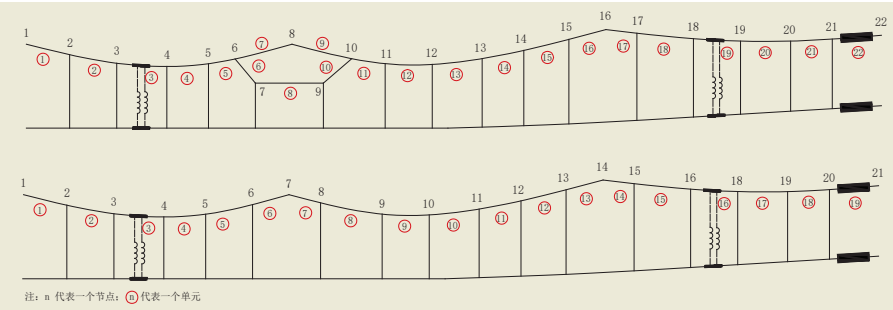 1 2 3 4 5 6 8 10 11 12 13 14 15 16 17 18 19 20 21 22
7 9
① ② ③ ④ ⑤ ⑥ ⑦ ⑧ ⑨ ⑩ ⑪ ⑫ ⑬ ⑭ ⑮ ⑯ ⑰ ⑱ ⑲ ⑳ ㉑ ㉒
1 2 3 4 5 6 7 8 9 10 11 12 13 14 15 16 18 19 20 21
① ② ③ ④ ⑤ ⑥ ⑦ ⑧ ⑨ ⑩ ⑪ ⑫ ⑬ ⑭ ⑮ ⑯ ⑰ ⑱ ⑲
注：n 代表一个节点；ⓝ代表一个单元